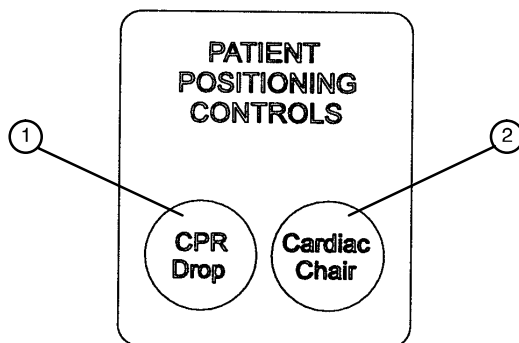 PATIENT
POSITIONING
CONTROLS
1
2
CPR
Drop
Cardiac
Chair